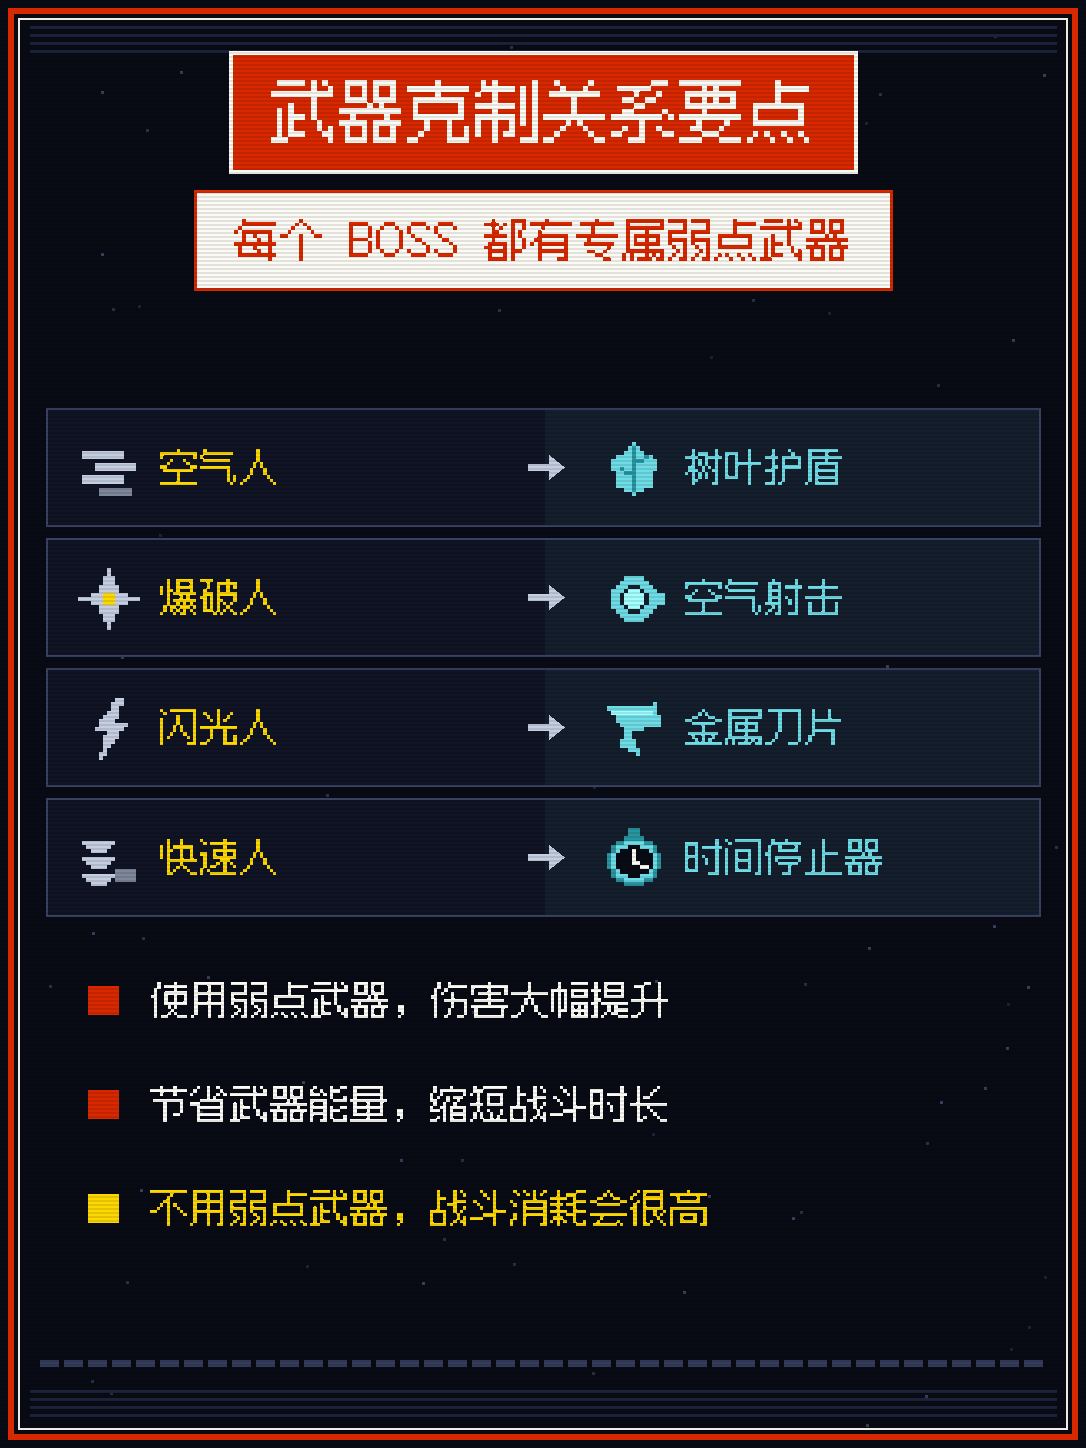 武器克制关系要点
每个 BOSS 都有专属弱点武器
空气人 → 树叶护盾
爆破人 → 空气射击
闪光人 → 金属刀片
快速人 → 时间停止器
使用弱点武器，伤害大幅提升
节省武器能量，缩短战斗时长
不用弱点武器，战斗消耗会很高